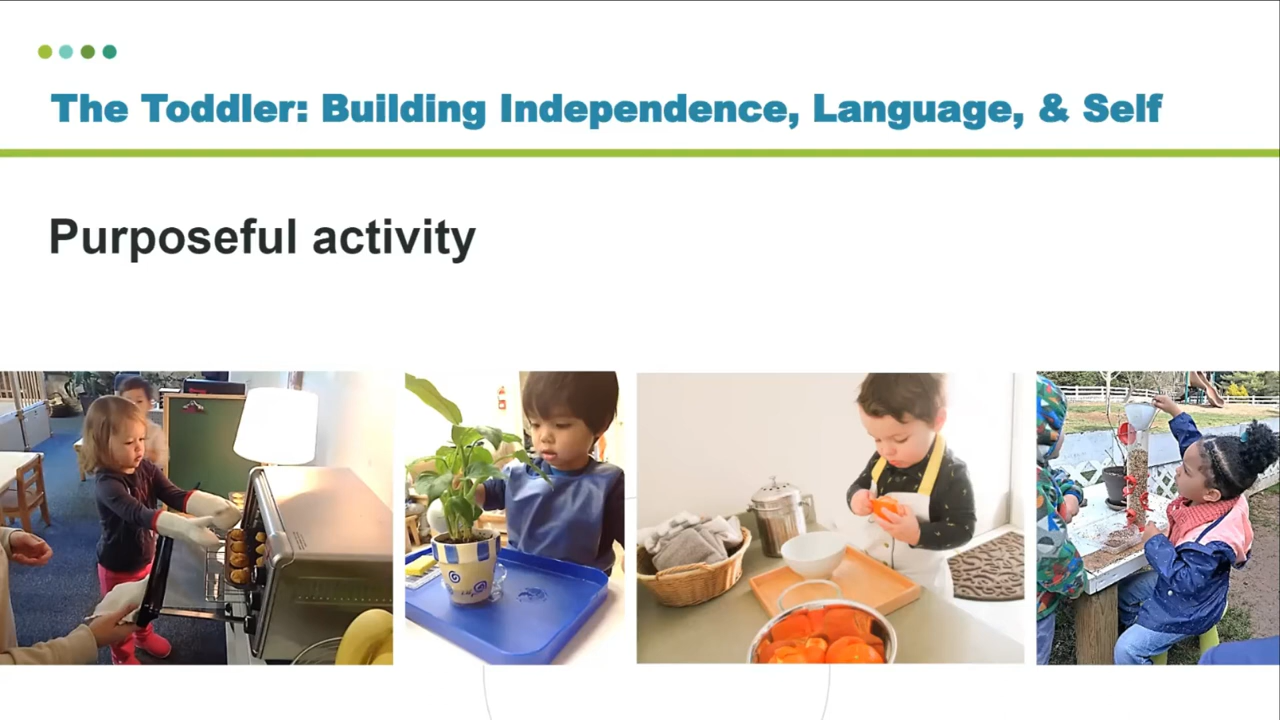 The Toddler: Building Independence, Language, & Self
Purposeful activity